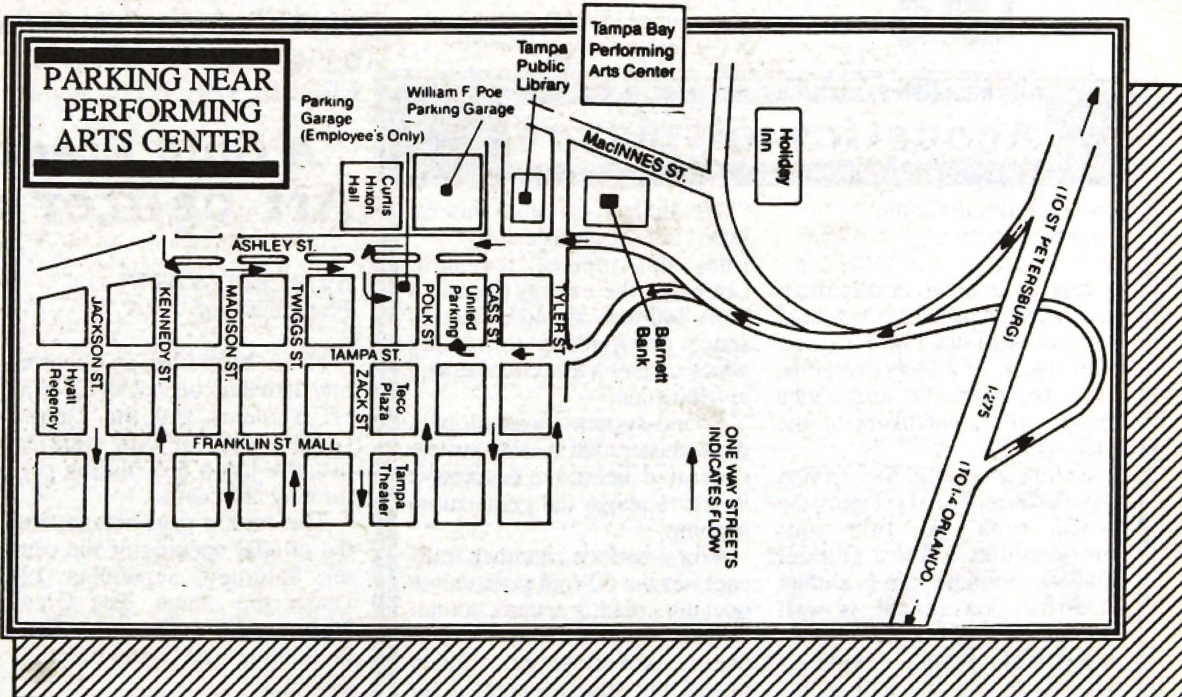 PARKING NEAR
PERFORMING
ARTS CENTER
Tampa Bay
Performing
Arts Center
Tampa
Public
Library
William F. Poe
Parking Garage
Parking
Garage
(Employee's Only)
Curtis
Hixon
Hall
MacINNES ST.
Holiday
Inn
ASHLEY ST.
JACKSON ST.
KENNEDY ST.
MADISON ST
TWIGGS ST.
POLK ST
United
Parking
CASS ST.
TYLER ST
Barnett
Bank
TAMPA ST.
ZACK ST
Hyatt
Regency
Teco
Plaza
FRANKLIN ST MALL
Tampa
Theater
ONE WAY STREETS
INDICATES FLOW
(TO ST PETERSBURG)
I-275
(TO I-4 ORLANDO.